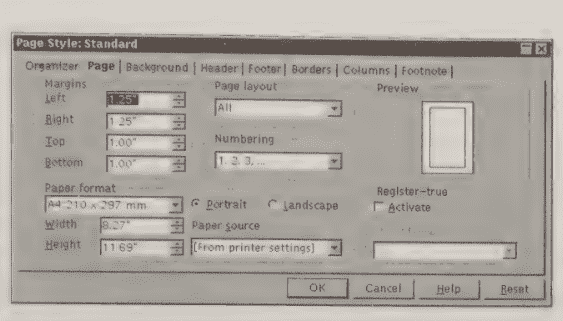 Page Style: Standard
Organizer Page Background Header Footer Borders Columns Footnote
Margins
Left 1.25"
Right 1.25"
Top 1.00"
Bottom 1.00"
Page layout
All
Numbering
1, 2, 3, ...
Preview
Paper format
A4 210 x 297 mm
Width 8.27"
Height 11.69"
Portrait Landscape
Paper source
[From printer settings]
Register-true
Activate
OK Cancel Help Reset